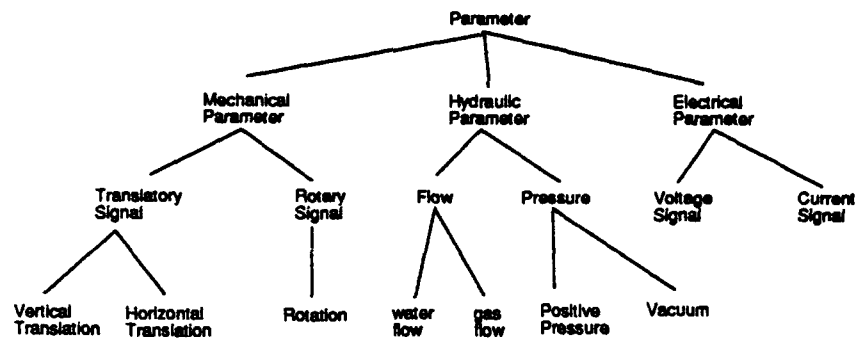 Parameter
Mechanical
Parameter
Hydraulic
Parameter
Electrical
Parameter
Translatory
Signal
Rotary
Signal
Flow
Pressure
Voltage
Signal
Current
Signal
Vertical
Translation
Horizontal
Translation
Rotation
water
flow
gas
flow
Positive
Pressure
Vacuum